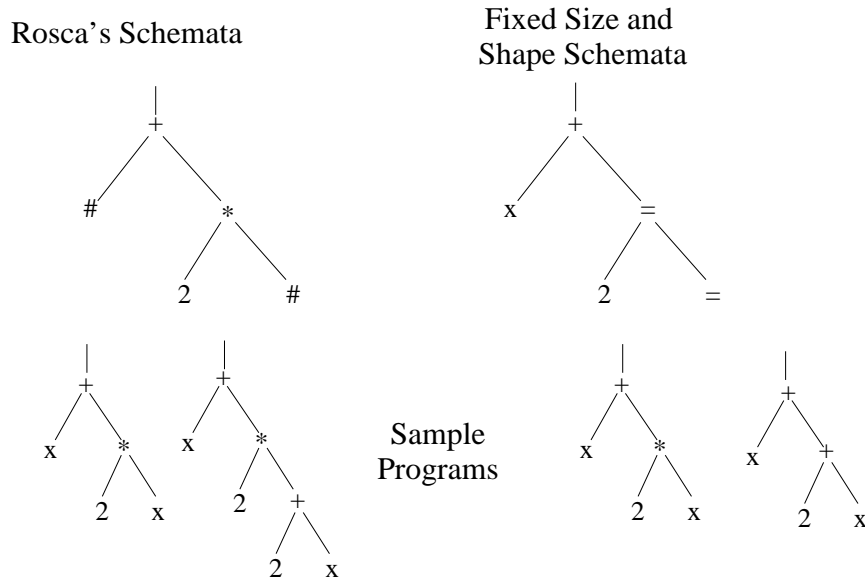 Rosca's Schemata
Fixed Size and
Shape Schemata
+
#
*
2
#
+
x
=
2
=
+
x
*
2
x
+
x
*
2
+
2
x
Sample
Programs
+
x
*
2
x
+
x
+
2
x